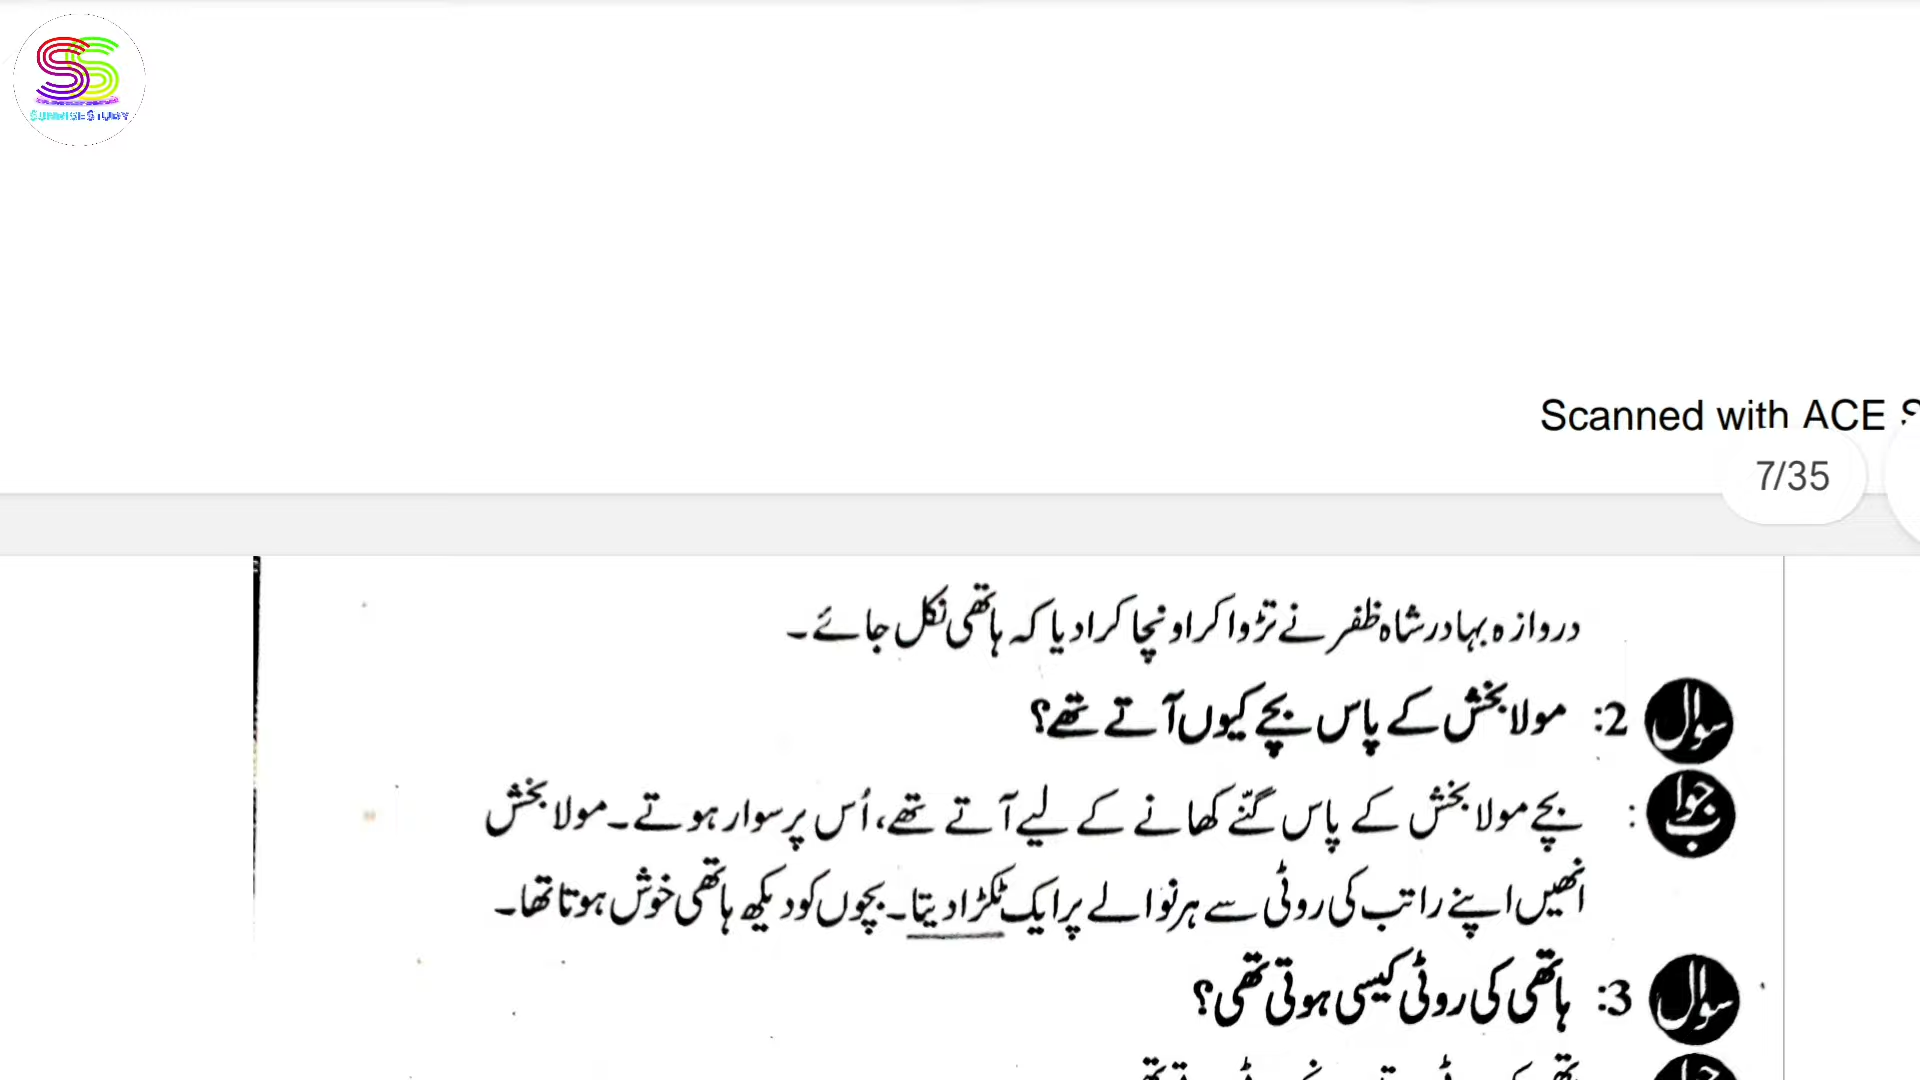 SS
SUNRISE STUDY
Scanned with ACE S
7/35
دروازہ بہادر شاہ ظفر نے تڑوا کر اونچا کرا دیا کہ ہاتھی نکل جائے۔
سوال 2: مولا بخش کے پاس بچے کیوں آتے تھے؟
جواب : بچے مولا بخش کے پاس گنّے کھانے کے لیے آتے تھے، اُس پر سوار ہوتے۔ مولا بخش
انھیں اپنے راتب کی روٹی سے ہر نوالے پر ایک ٹکڑا دیتا۔ بچوں کو دیکھ ہاتھی خوش ہوتا تھا۔
سوال 3: ہاتھی کی روٹی کیسی ہوتی تھی؟